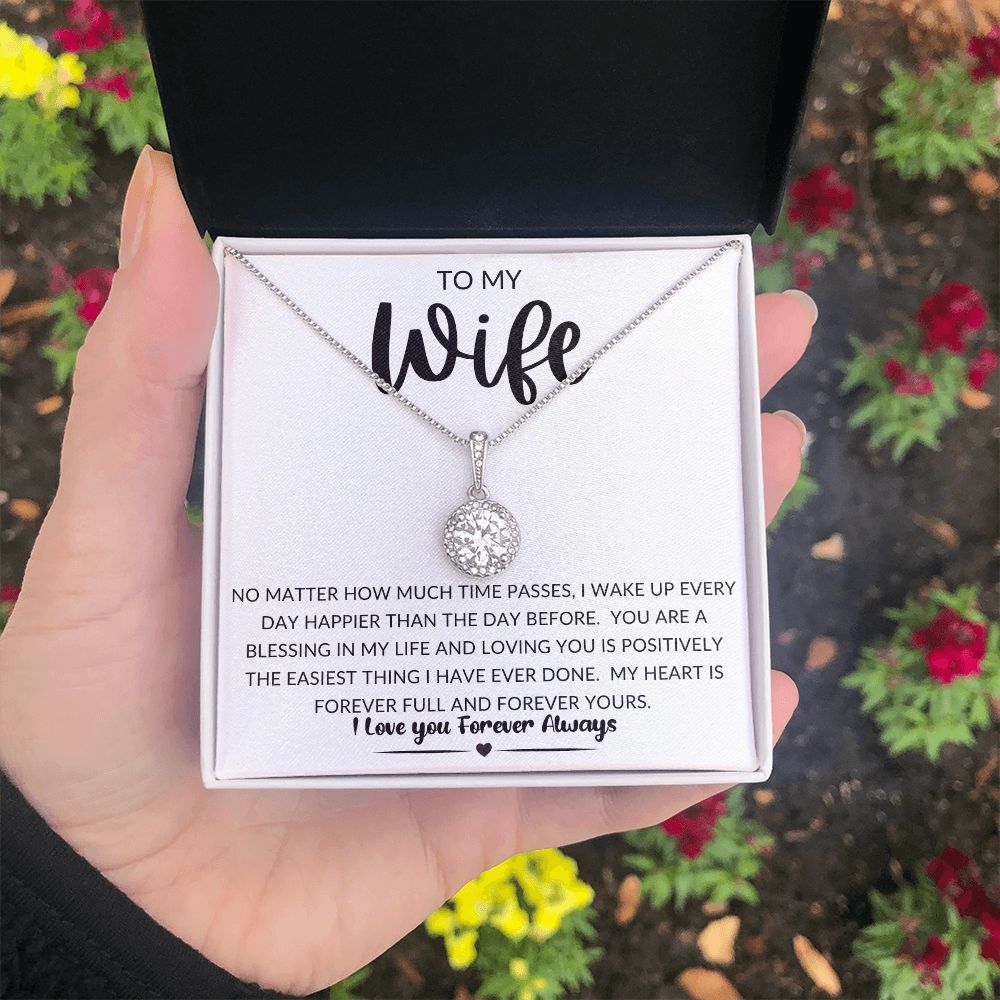 TO MY
Wife
NO MATTER HOW MUCH TIME PASSES, I WAKE UP EVERY
DAY HAPPIER THAN THE DAY BEFORE. YOU ARE A
BLESSING IN MY LIFE AND LOVING YOU IS POSITIVELY
THE EASIEST THING I HAVE EVER DONE. MY HEART IS
FOREVER FULL AND FOREVER YOURS.
I Love you Forever Always